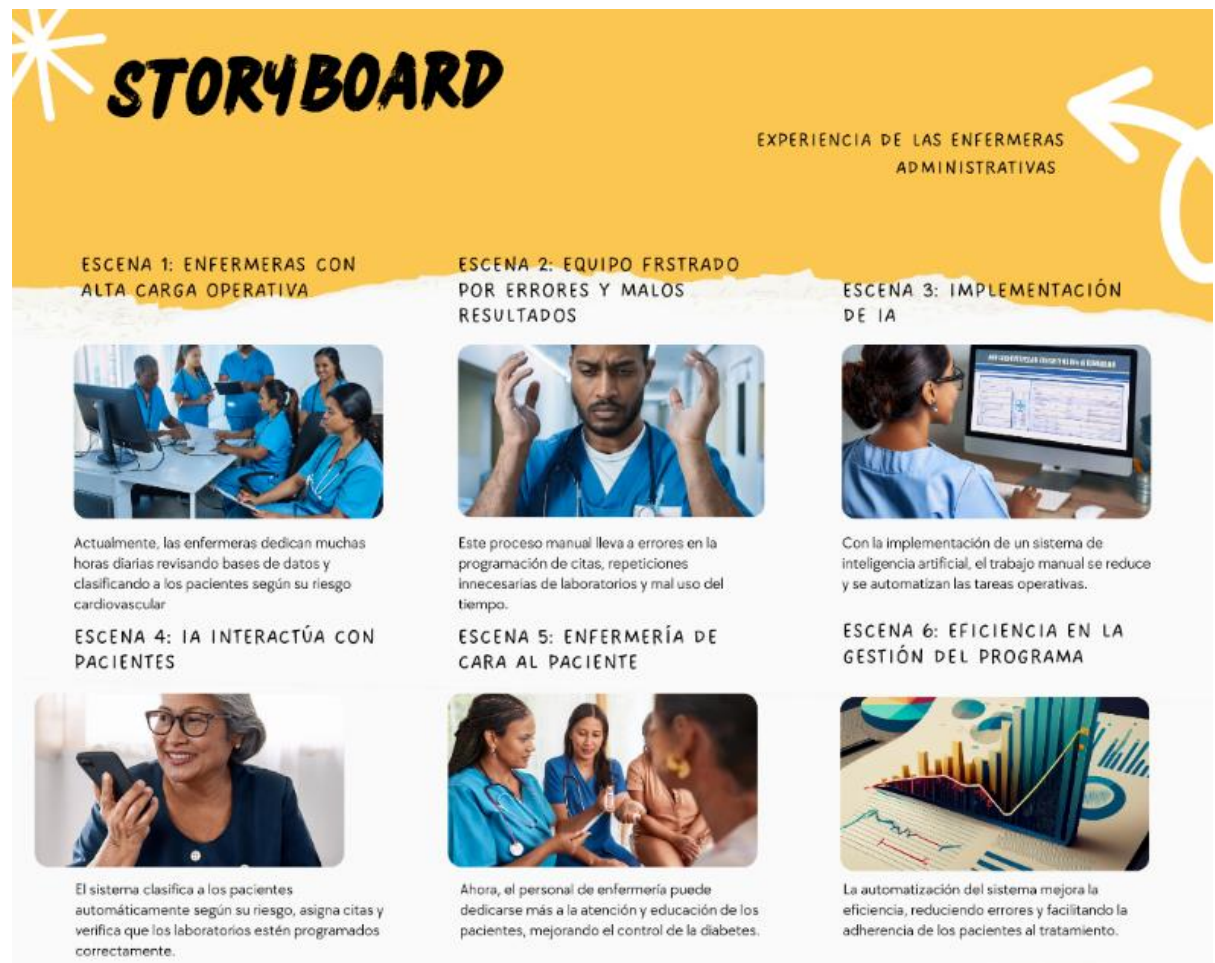 STORYBOARD
EXPERIENCIA DE LAS ENFERMERAS
ADMINISTRATIVAS
ESCENA 1: ENFERMERAS CON
ALTA CARGA OPERATIVA
Actualmente, las enfermeras dedican muchas
horas diarias revisando bases de datos y
clasificando a los pacientes según su riesgo
cardiovascular
ESCENA 2: EQUIPO FRSTRADO
POR ERRORES Y MALOS
RESULTADOS
Este proceso manual lleva a errores en la
programación de citas, repeticiones
innecesarias de laboratorios y mal uso del
tiempo.
ESCENA 3: IMPLEMENTACIÓN
DE IA
Con la implementación de un sistema de
inteligencia artificial, el trabajo manual se reduce
y se automatizan las tareas operativas.
ESCENA 4: IA INTERACTÚA CON
PACIENTES
El sistema clasifica a los pacientes
automáticamente según su riesgo, asigna citas y
verifica que los laboratorios estén programados
correctamente.
ESCENA 5: ENFERMERÍA DE
CARA AL PACIENTE
Ahora, el personal de enfermería puede
dedicarse más a la atención y educación de los
pacientes, mejorando el control de la diabetes.
ESCENA 6: EFICIENCIA EN LA
GESTIÓN DEL PROGRAMA
La automatización del sistema mejora la
eficiencia, reduciendo errores y facilitando la
adherencia de los pacientes al tratamiento.